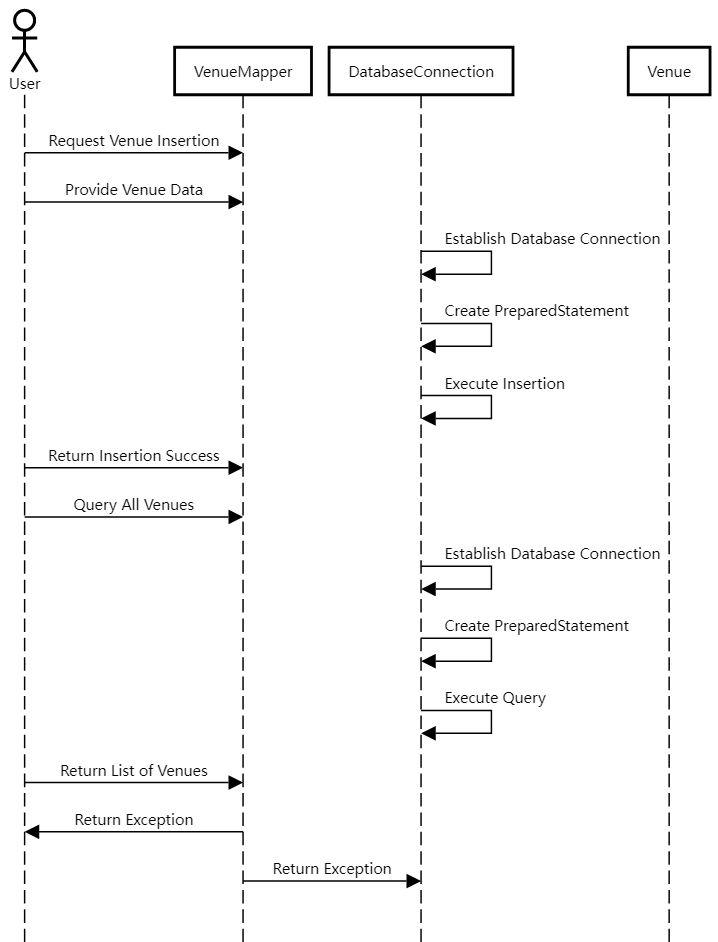 User
VenueMapper
DatabaseConnection
Venue
Request Venue Insertion
Provide Venue Data
Establish Database Connection
Create PreparedStatement
Execute Insertion
Return Insertion Success
Query All Venues
Establish Database Connection
Create PreparedStatement
Execute Query
Return List of Venues
Return Exception
Return Exception